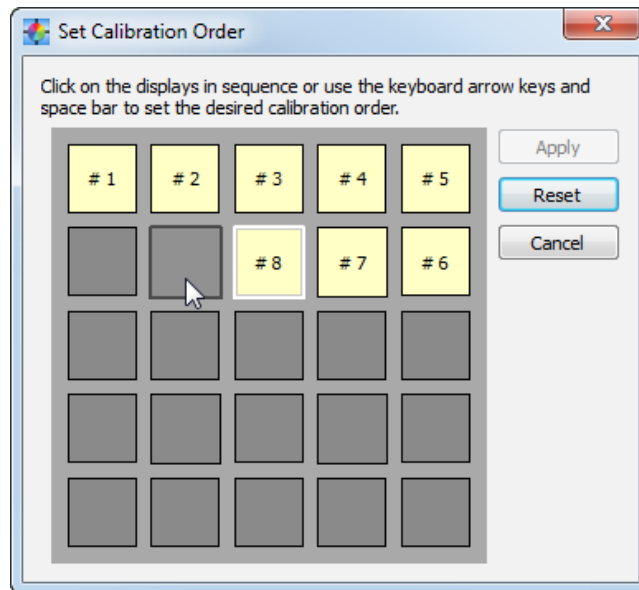 Set Calibration Order
Click on the displays in sequence or use the keyboard arrow keys and
space bar to set the desired calibration order.
# 1 # 2 # 3 # 4 # 5
# 8 # 7 # 6
Apply
Reset
Cancel